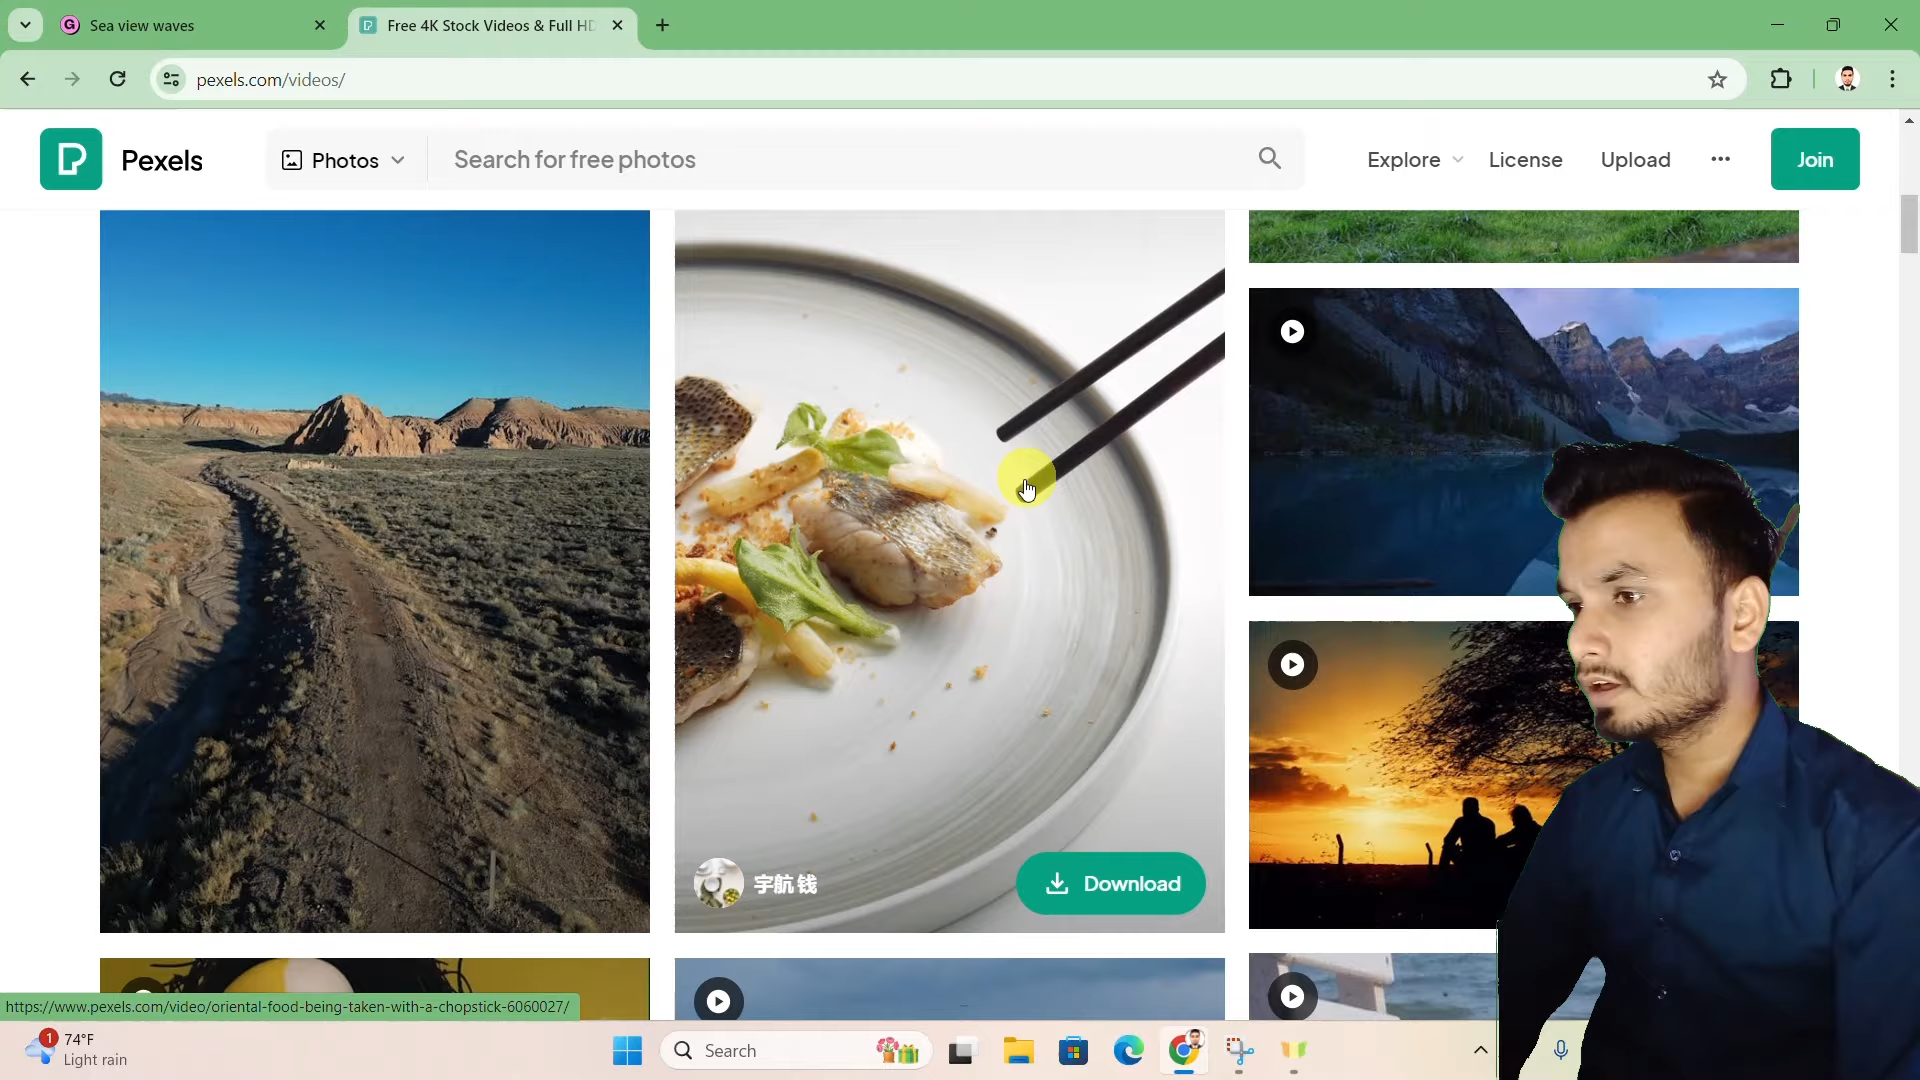 Sea view waves
Free 4K Stock Videos & Full HD
pexels.com/videos/
Pexels
Photos
Search for free photos
Explore
License
Upload
Join
宇航 钱
Download
https://www.pexels.com/video/oriental-food-being-taken-with-a-chopstick-6060027/
1
74°F
Light rain
Search